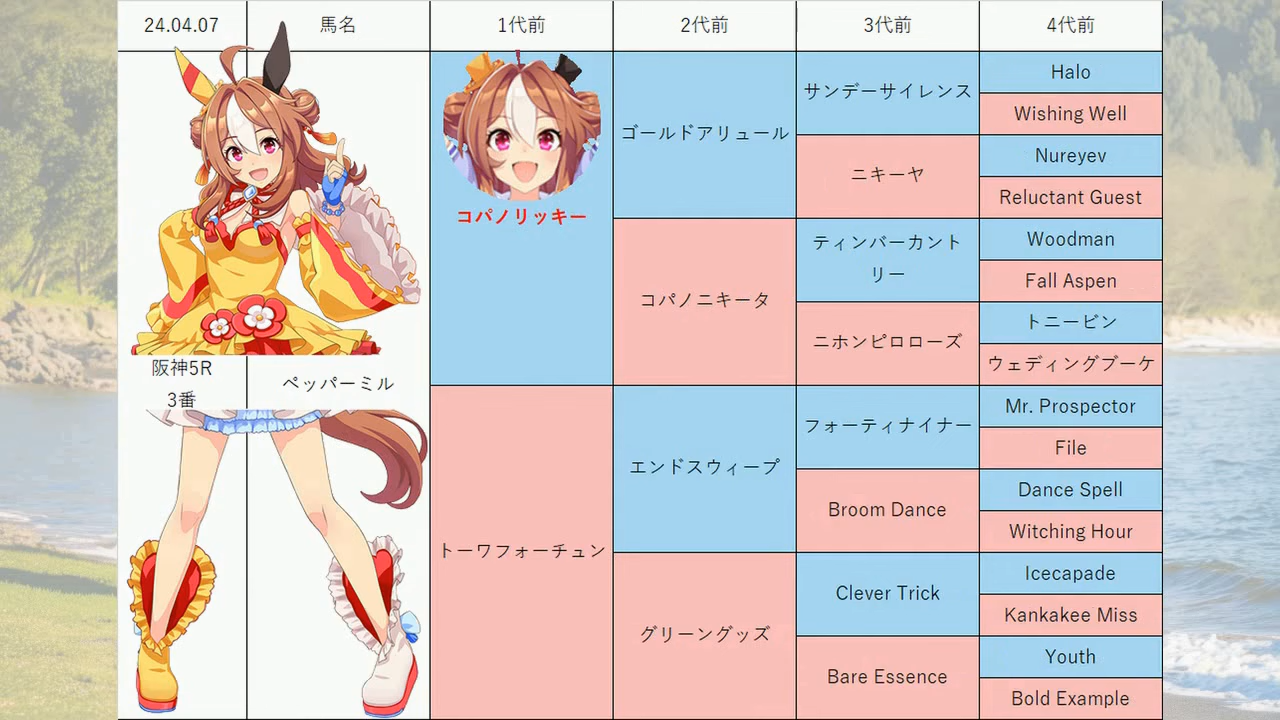 24.04.07
馬名
1代前
2代前
3代前
4代前
阪神5R
3番
ペッパーミル
コパノリッキー
トーワフォーチュン
ゴールドアリュール
コパノニキータ
エンドスウィープ
グリーングッズ
サンデーサイレンス
ニキーヤ
ティンバーカント
リー
ニホンピロローズ
フォーティナイナー
Broom Dance
Clever Trick
Bare Essence
Halo
Wishing Well
Nureyev
Reluctant Guest
Woodman
Fall Aspen
トニービン
ウェディングブーケ
Mr. Prospector
File
Dance Spell
Witching Hour
Icecapade
Kankakee Miss
Youth
Bold Example